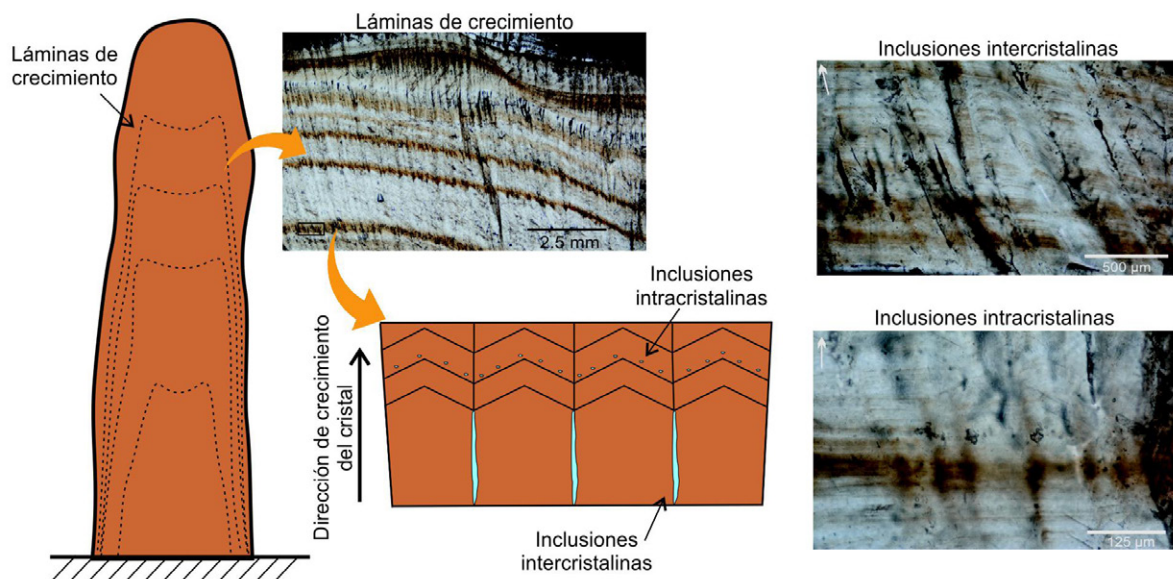 Láminas de
crecimiento
Láminas de crecimiento
2.5 mm
Inclusiones
intracristalinas
Dirección de crecimiento
del cristal
Inclusiones
intercristalinas
Inclusiones intercristalinas
500 µm
Inclusiones intracristalinas
125 µm